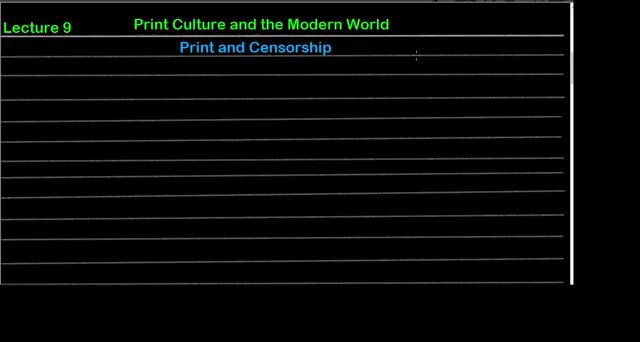 Lecture 9
Print Culture and the Modern World
Print and Censorship